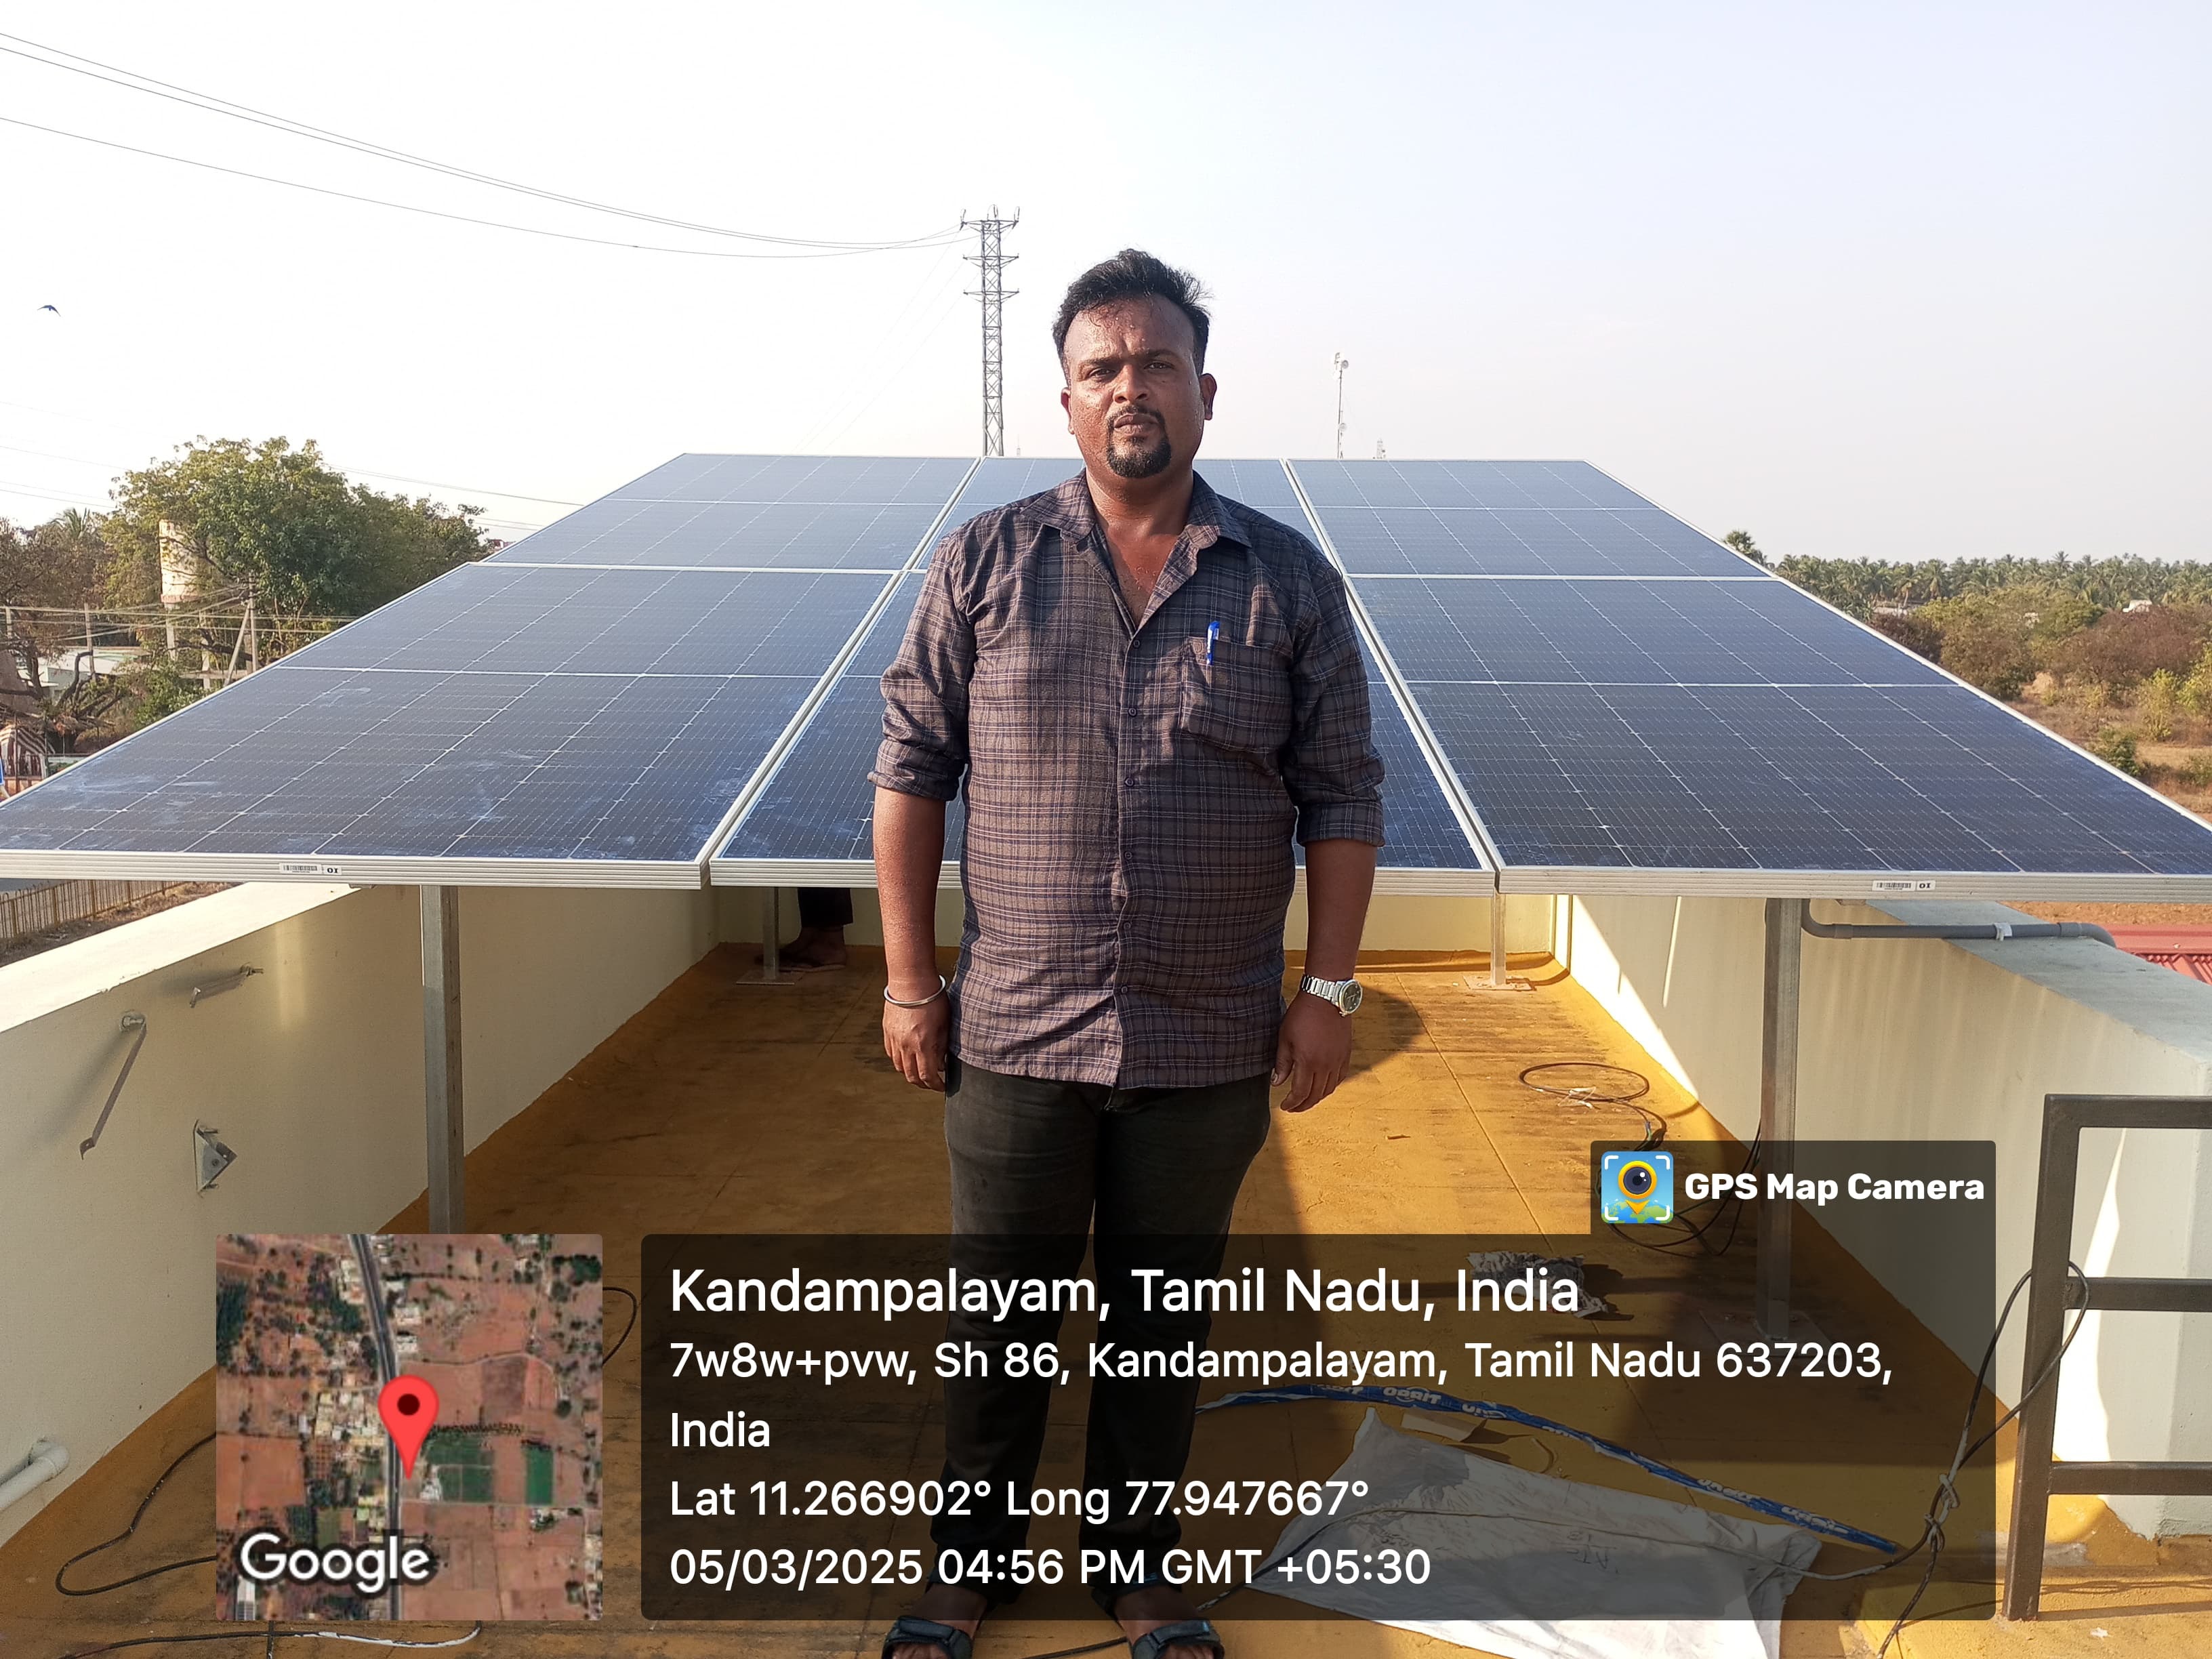 GPS Map Camera
Kandampalayam, Tamil Nadu, India
7w8w+pvw, Sh 86, Kandampalayam, Tamil Nadu 637203,
India
Lat 11.266902° Long 77.947667°
05/03/2025 04:56 PM GMT +05:30
Google